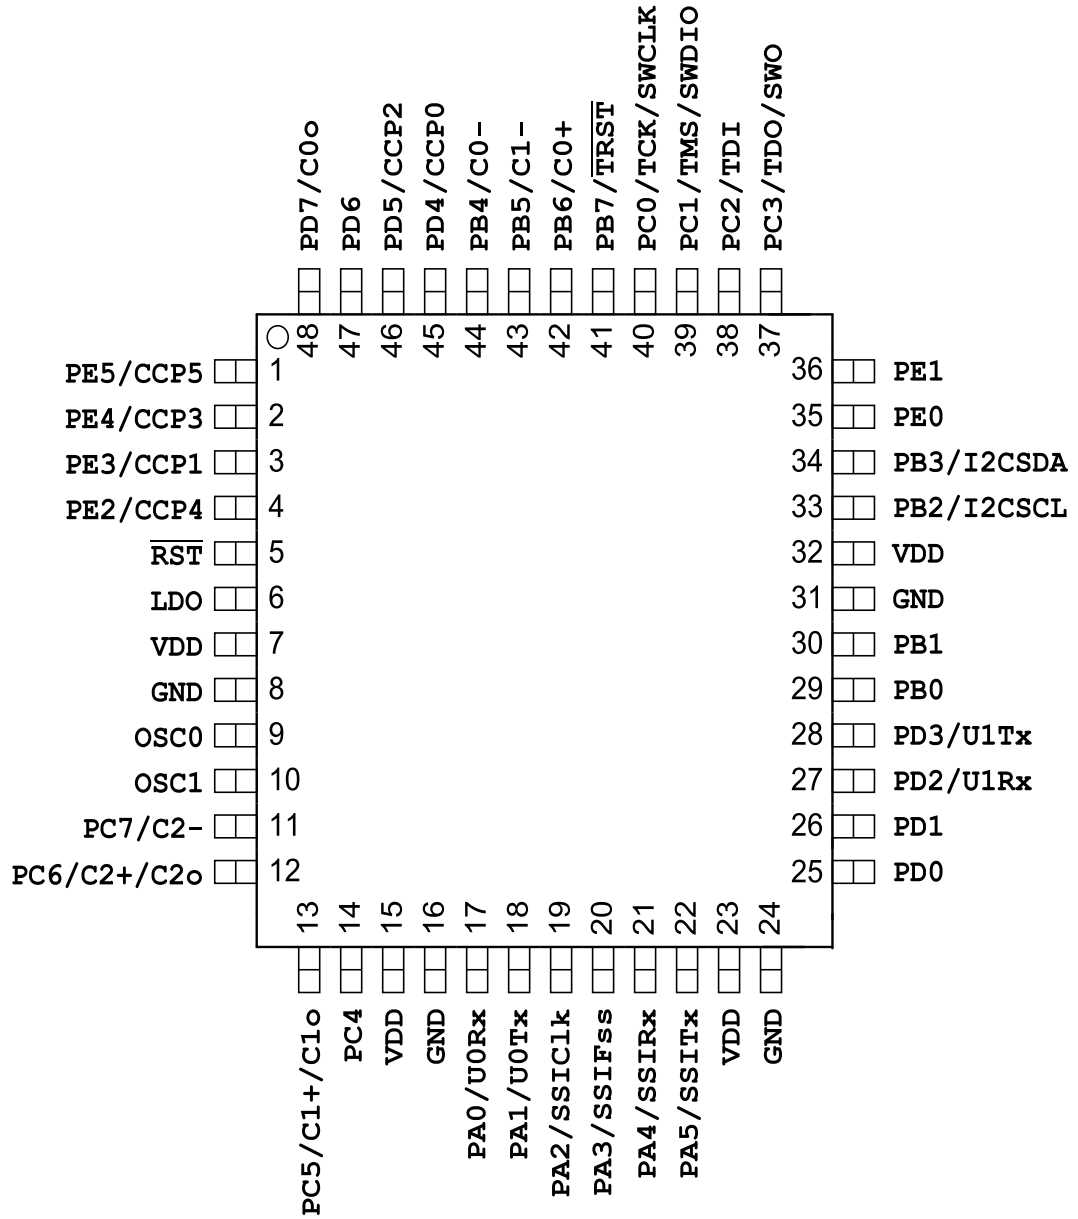 PD7/C0o
PD6
PD5/CCP2
PD4/CCP0
PB4/C0-
PB5/C1-
PB6/C0+
PB7/TRST
PC0/TCK/SWCLK
PC1/TMS/SWDIO
PC2/TDI
PC3/TDO/SWO
48
47
46
45
44
43
42
41
40
39
38
37
PE5/CCP5 1
PE4/CCP3 2
PE3/CCP1 3
PE2/CCP4 4
RST 5
LDO 6
VDD 7
GND 8
OSC0 9
OSC1 10
PC7/C2- 11
PC6/C2+/C2o 12
36 PE1
35 PE0
34 PB3/I2CSDA
33 PB2/I2CSCL
32 VDD
31 GND
30 PB1
29 PB0
28 PD3/U1Tx
27 PD2/U1Rx
26 PD1
25 PD0
13
14
15
16
17
18
19
20
21
22
23
24
PC5/C1+/C1o
PC4
VDD
GND
PA0/U0Rx
PA1/U0Tx
PA2/SSIClk
PA3/SSIFss
PA4/SSIRx
PA5/SSITx
VDD
GND